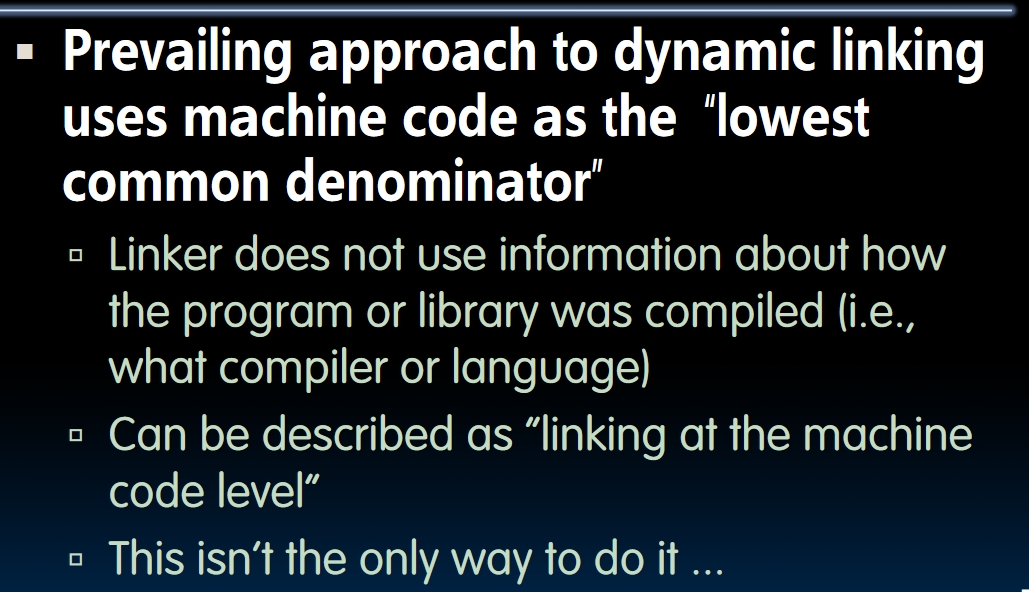 Prevailing approach to dynamic linking
uses machine code as the "lowest
common denominator"
Linker does not use information about how
the program or library was compiled (i.e.,
what compiler or language)
Can be described as “linking at the machine
code level”
This isn’t the only way to do it ...